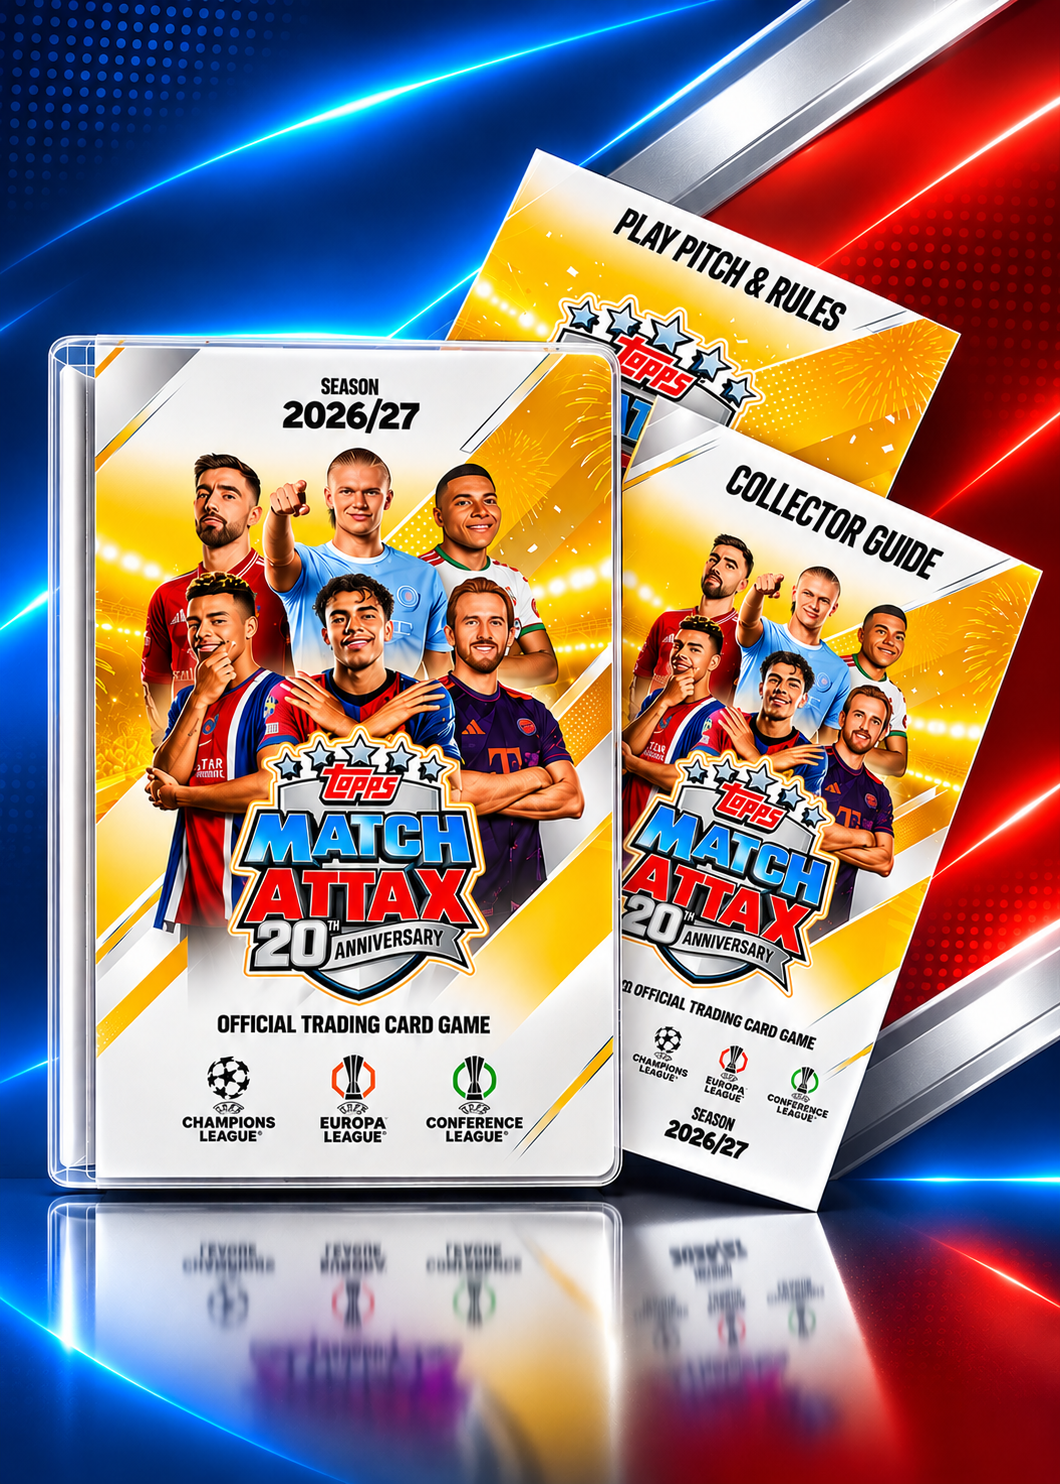 PLAY PITCH & RULES
topps
SEASON
2026/27
topps
MATCH
ATTAX
20TH ANNIVERSARY
OFFICIAL TRADING CARD GAME
CHAMPIONS
LEAGUE
EUROPA
LEAGUE
CONFERENCE
LEAGUE
COLLECTOR GUIDE
topps
MATCH
ATTAX
20TH ANNIVERSARY
OFFICIAL TRADING CARD GAME
CHAMPIONS
LEAGUE
EUROPA
LEAGUE
CONFERENCE
LEAGUE
SEASON
2026/27